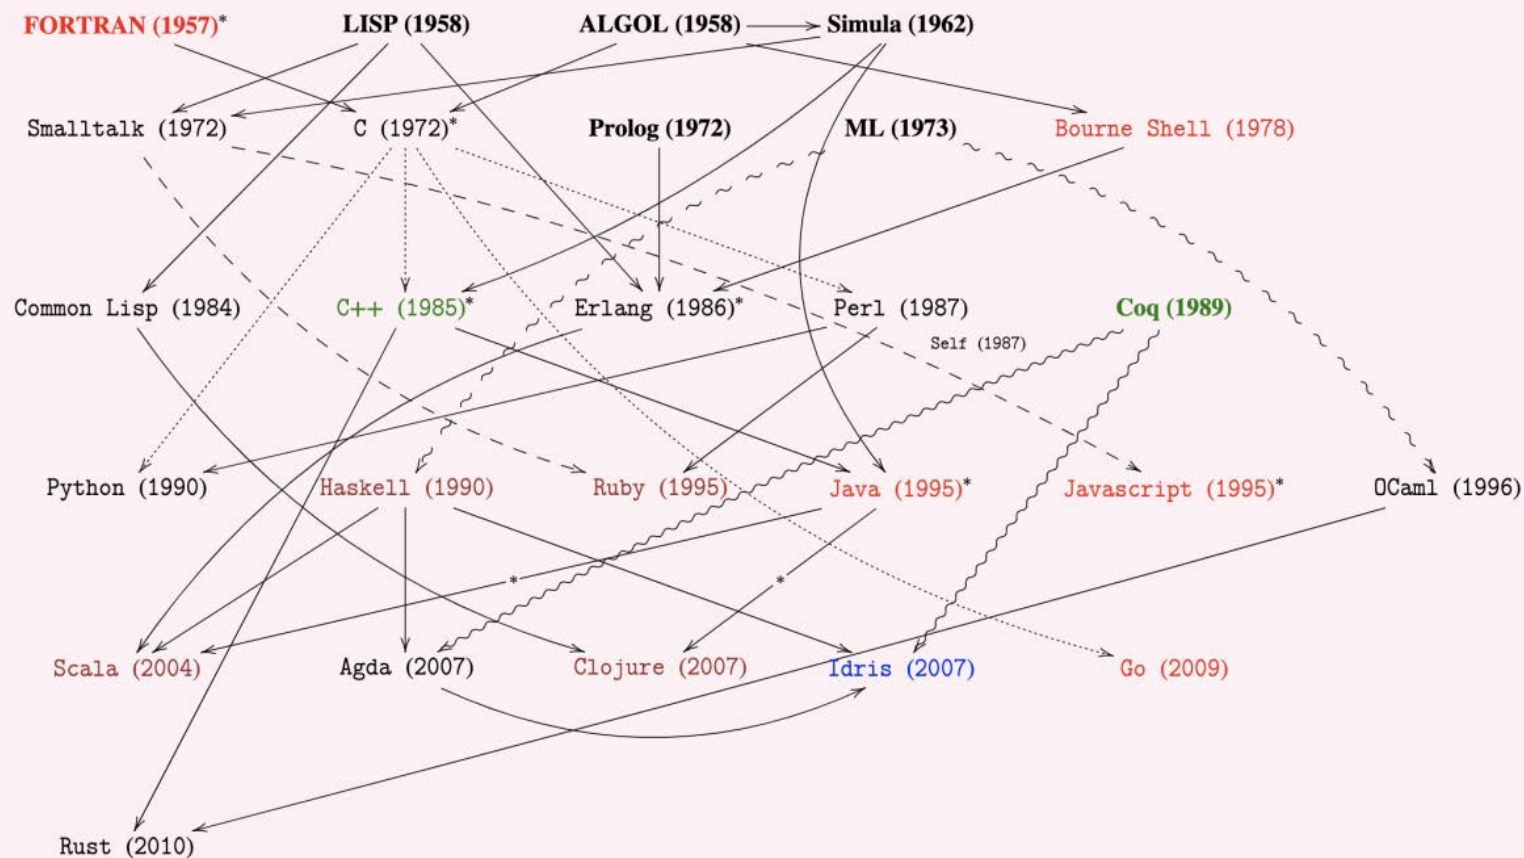 FORTRAN (1957)* LISP (1958) ALGOL (1958) Simula (1962)
Smalltalk (1972) C (1972)* Prolog (1972) ML (1973) Bourne Shell (1978)
Common Lisp (1984) C++ (1985)* Erlang (1986)* Perl (1987) Coq (1989)
Self (1987)
Python (1990) Haskell (1990) Ruby (1995) Java (1995)* Javascript (1995)* OCaml (1996)
* *
Scala (2004) Agda (2007) Clojure (2007) Idris (2007) Go (2009)
Rust (2010)